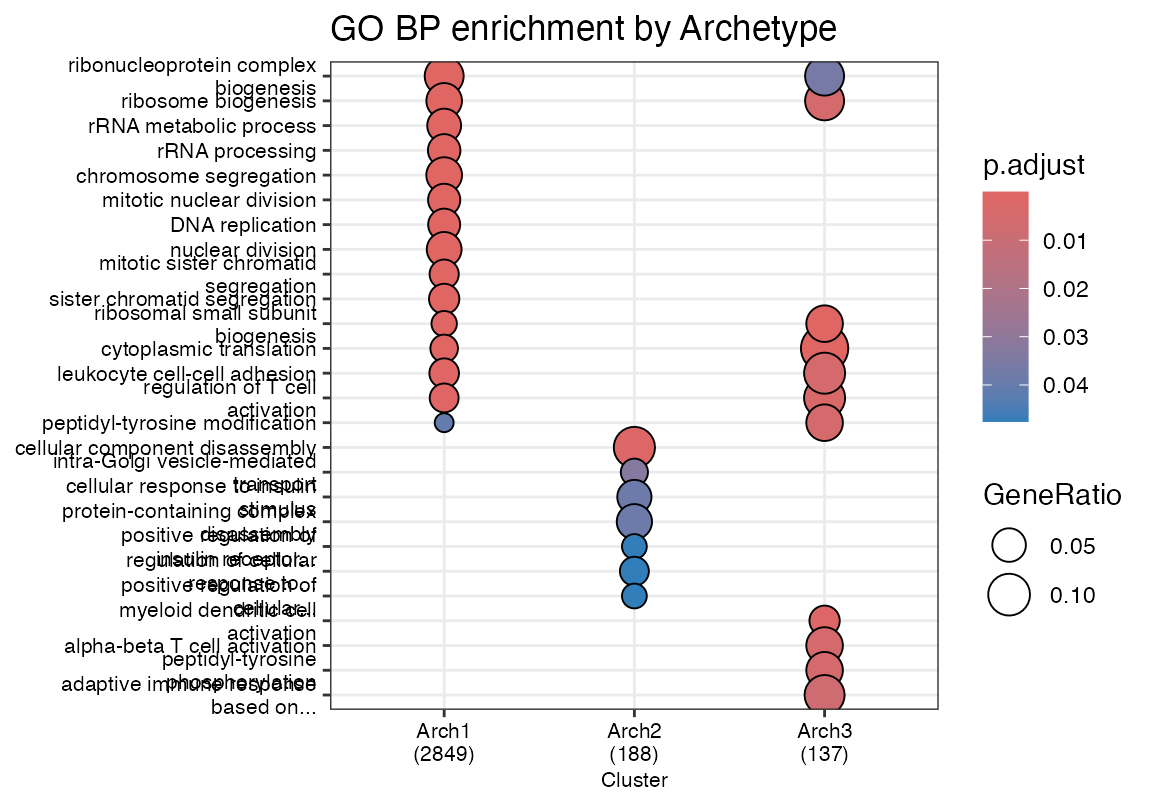 GO BP enrichment by Archetype
ribonucleoprotein complex
biogenesis
ribosome biogenesis
rRNA metabolic process
rRNA processing
chromosome segregation
mitotic nuclear division
DNA replication
nuclear division
mitotic sister chromatid
segregation
sister chromatid segregation
ribosomal small subunit
biogenesis
cytoplasmic translation
leukocyte cell-cell adhesion
regulation of T cell
activation
peptidyl-tyrosine modification
cellular component disassembly
intra-Golgi vesicle-mediated
transport
cellular response to insulin
stimulus
protein-containing complex
disassembly
positive regulation of
insulin receptor...
regulation of cellular
response to...
positive regulation of
cellular...
myeloid dendritic cell
activation
alpha-beta T cell activation
peptidyl-tyrosine
phosphorylation
adaptive immune response
based on...
Arch1
(2849)
Arch2
(188)
Arch3
(137)
Cluster
p.adjust
0.01
0.02
0.03
0.04
GeneRatio
0.05
0.10